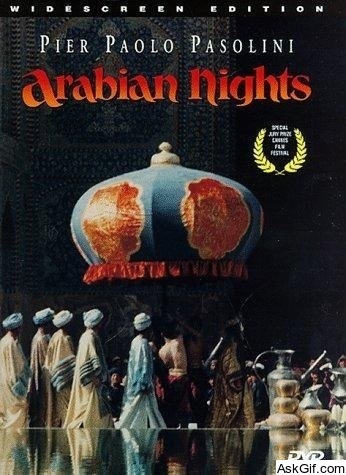 WIDESCREEN EDITION
PIER PAOLO PASOLINI
Arabian Nights
SPECIAL
JURY PRIZE
CANNES
FILM
FESTIVAL
DVD
AskGif.com